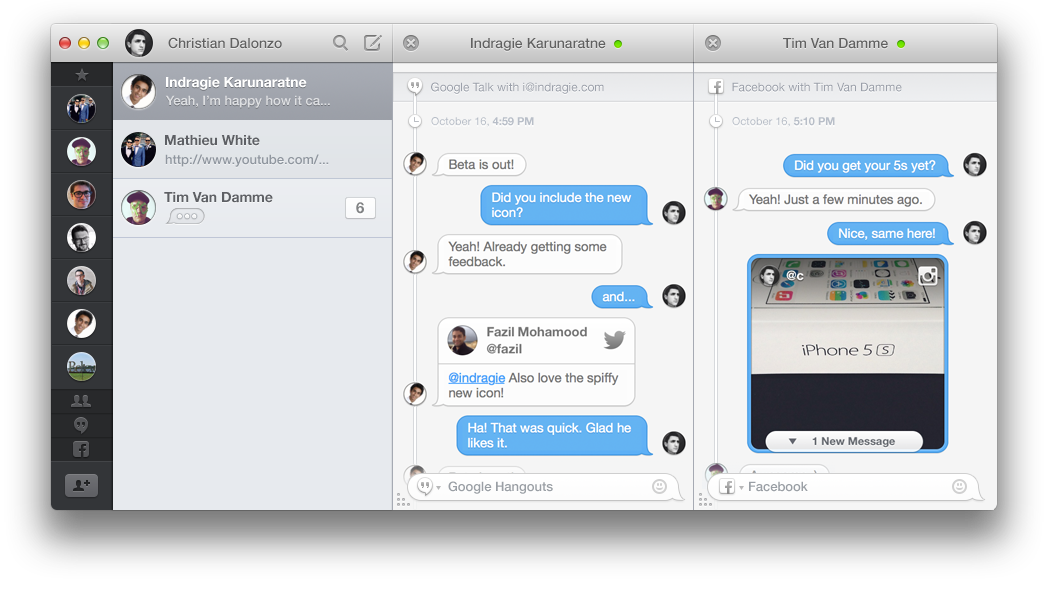 Christian Dalonzo
Indragie Karunaratne
Yeah, I'm happy how it ca...
Mathieu White
http://www.youtube.com/...
Tim Van Damme
6
Indragie Karunaratne
Google Talk with i@indragie.com
October 16, 4:59 PM
Beta is out!
Did you include the new
icon?
Yeah! Already getting some
feedback.
and...
Fazil Mohamood
@fazil
@indragie Also love the spiffy
new icon!
Ha! That was quick. Glad he
likes it.
Google Hangouts
Tim Van Damme
Facebook with Tim Van Damme
October 16, 5:10 PM
Did you get your 5s yet?
Yeah! Just a few minutes ago.
Nice, same here!
@c
iPhone 5 S
1 New Message
Facebook